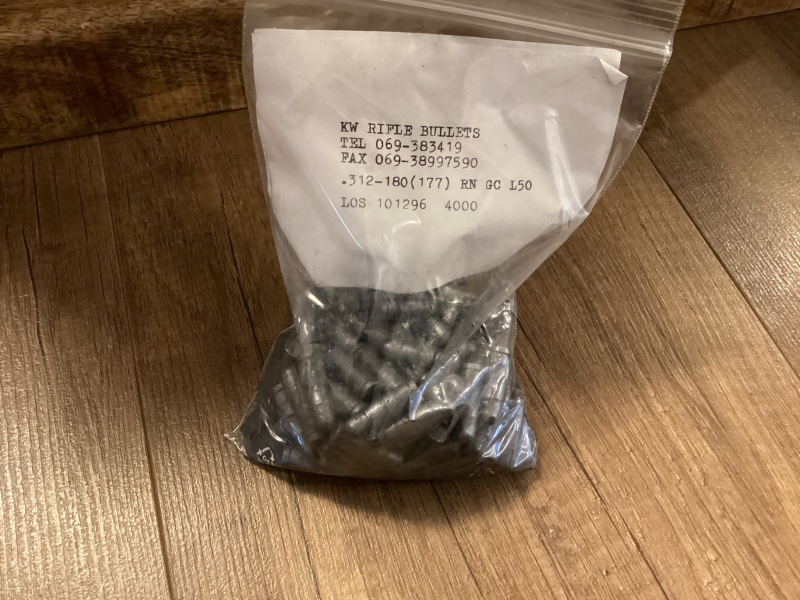 KW RIFLE BULLETS
TEL 069-383419
FAX 069-38997590
.312-180(177) RN GC L50
LOS 101296 4000